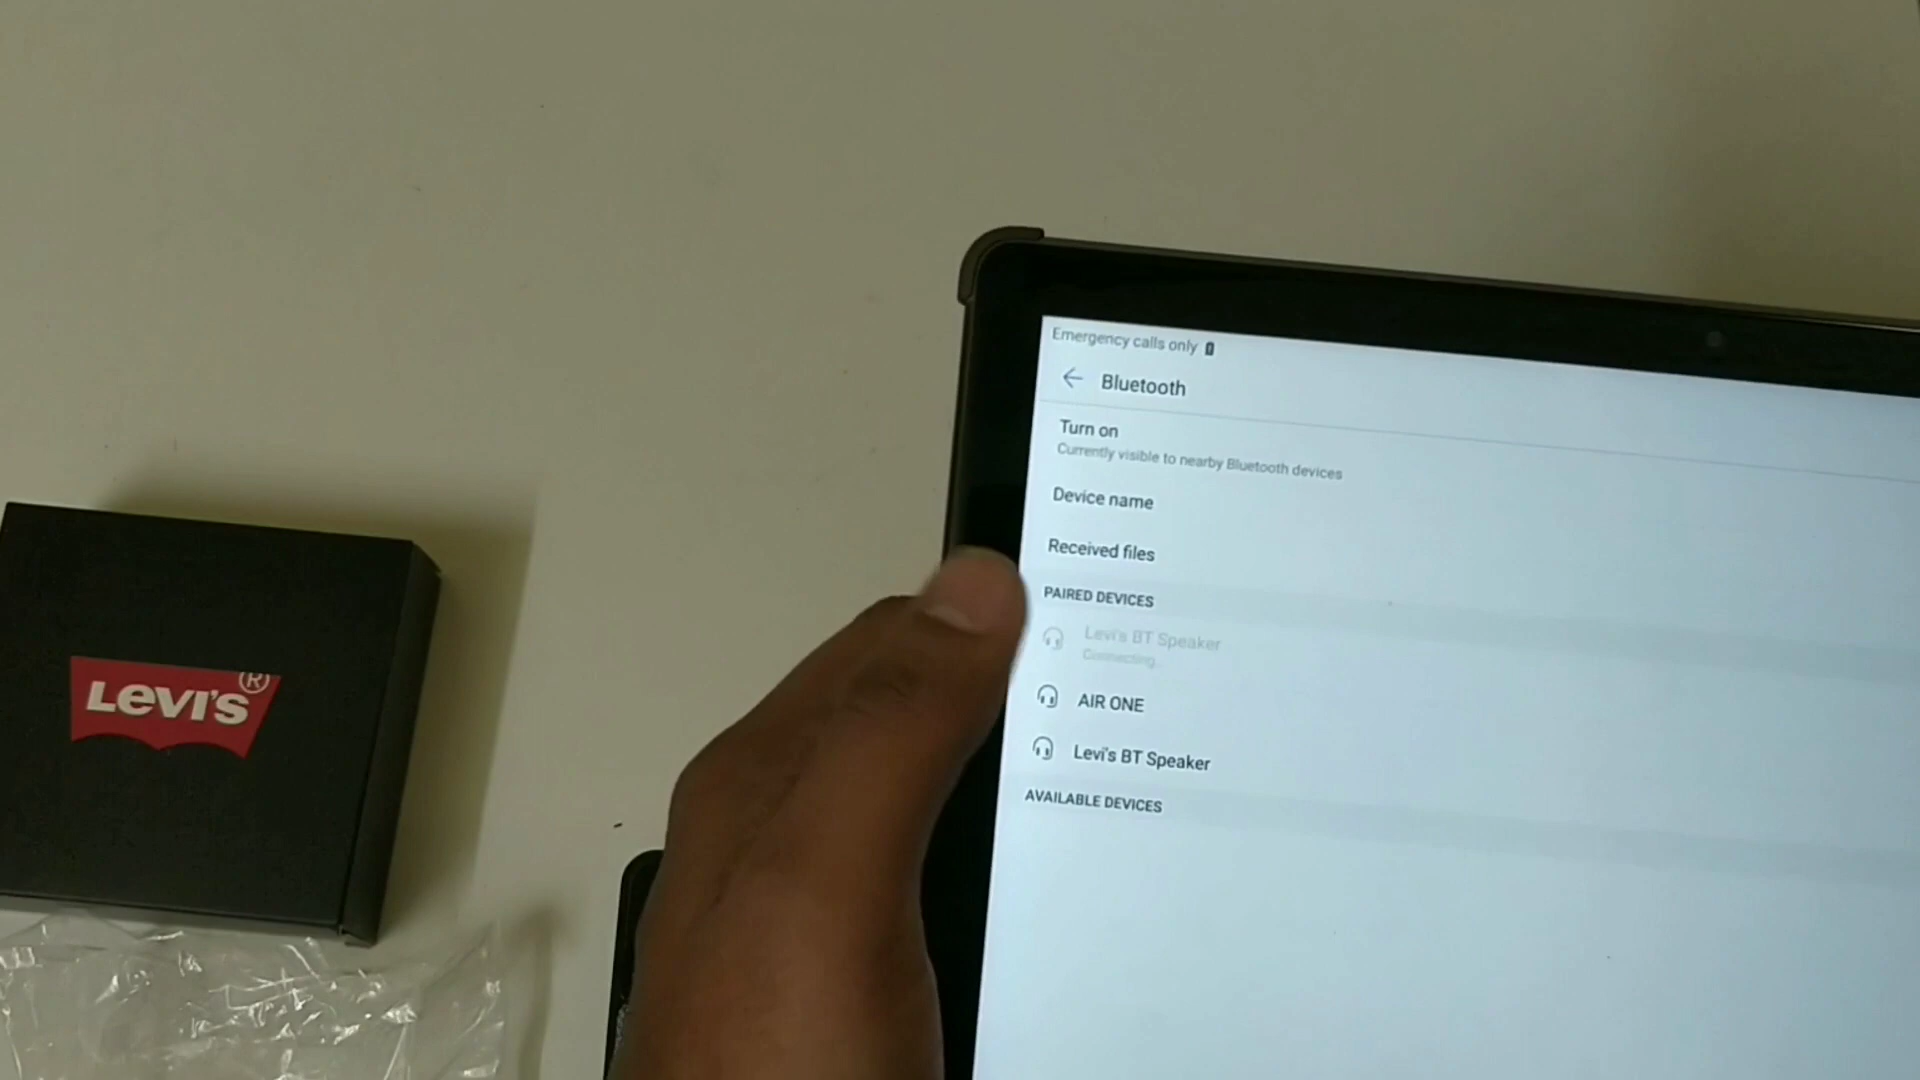 Emergency calls only
Bluetooth
Turn on
Currently visible to nearby Bluetooth devices
Device name
Received files
PAIRED DEVICES
Levi's BT Speaker
Connecting...
AIR ONE
Levi's BT Speaker
AVAILABLE DEVICES
LEVI'S®